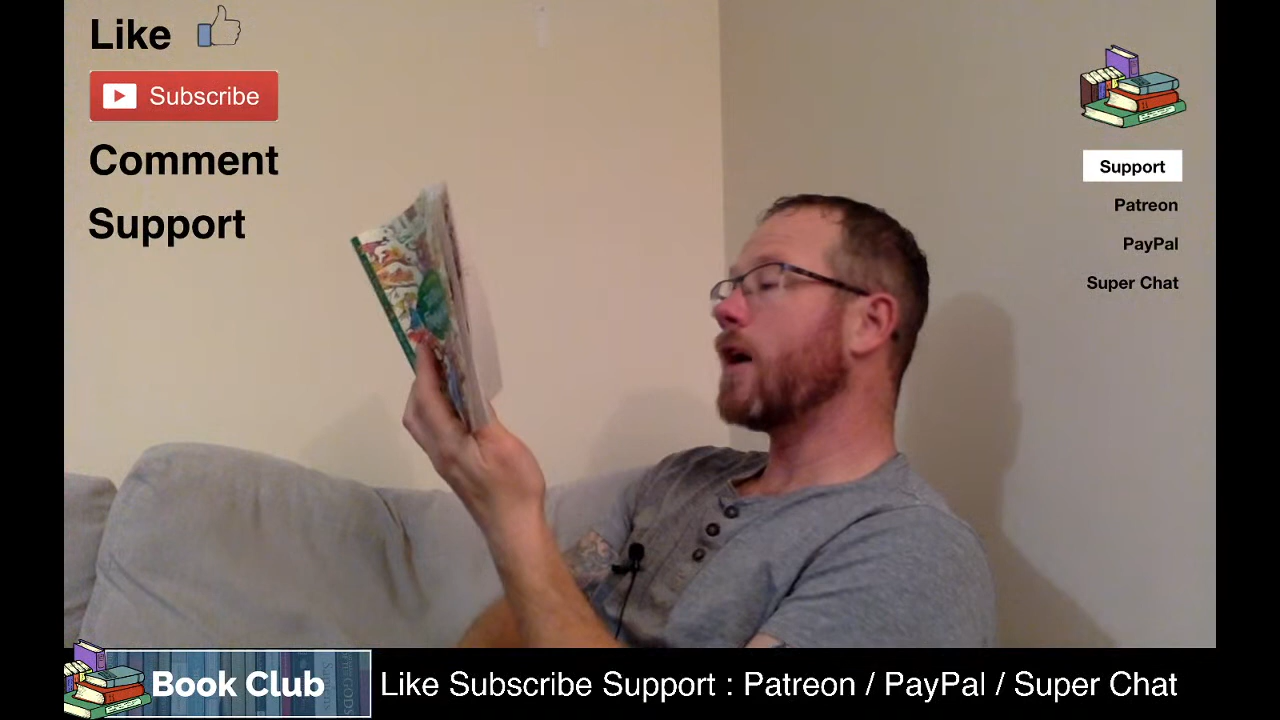 Like
Subscribe
Comment
Support
Support
Patreon
PayPal
Super Chat
Book Club
Like Subscribe Support : Patreon / PayPal / Super Chat